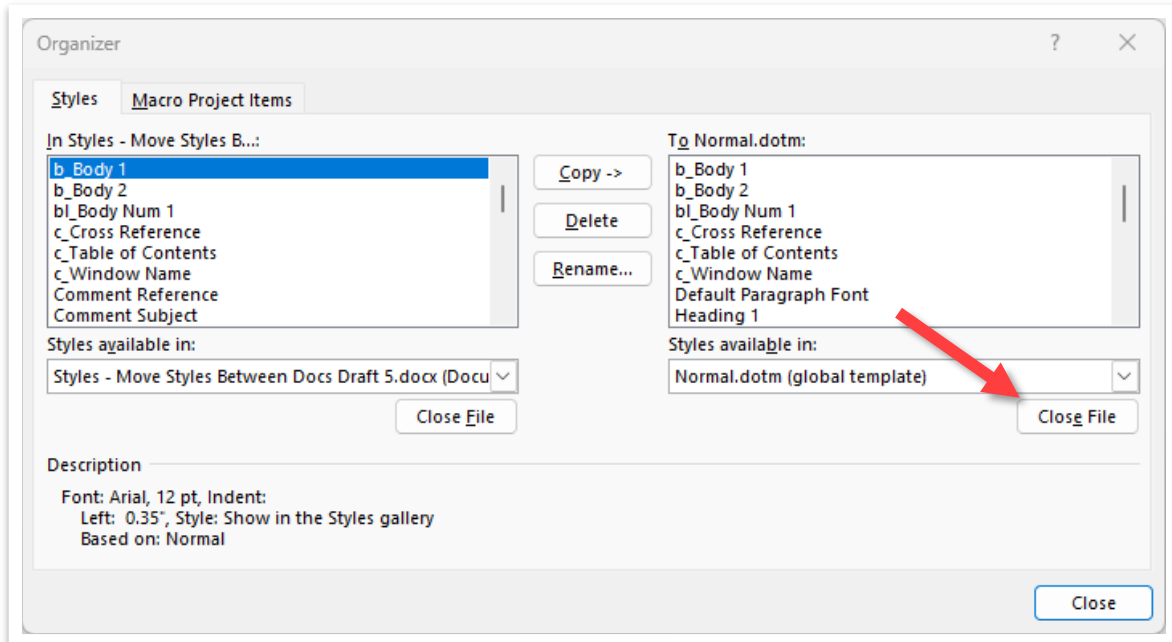 Organizer
?
Styles
Macro Project Items
In Styles - Move Styles B...:
b_Body 1
b_Body 2
bl_Body Num 1
c_Cross Reference
c_Table of Contents
c_Window Name
Comment Reference
Comment Subject
Styles available in:
Styles - Move Styles Between Docs Draft 5.docx (Docu
Close File
Copy ->
Delete
Rename...
To Normal.dotm:
b_Body 1
b_Body 2
bl_Body Num 1
c_Cross Reference
c_Table of Contents
c_Window Name
Default Paragraph Font
Heading 1
Styles available in:
Normal.dotm (global template)
Close File
Description
Font: Arial, 12 pt, Indent:
Left:  0.35", Style: Show in the Styles gallery
Based on: Normal
Close